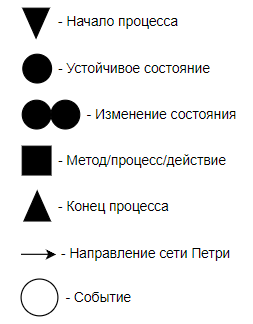 - Начало процесса
- Устойчивое состояние
- Изменение состояния
- Метод/процесс/действие
- Конец процесса
- Направление сети Петри
- Событие